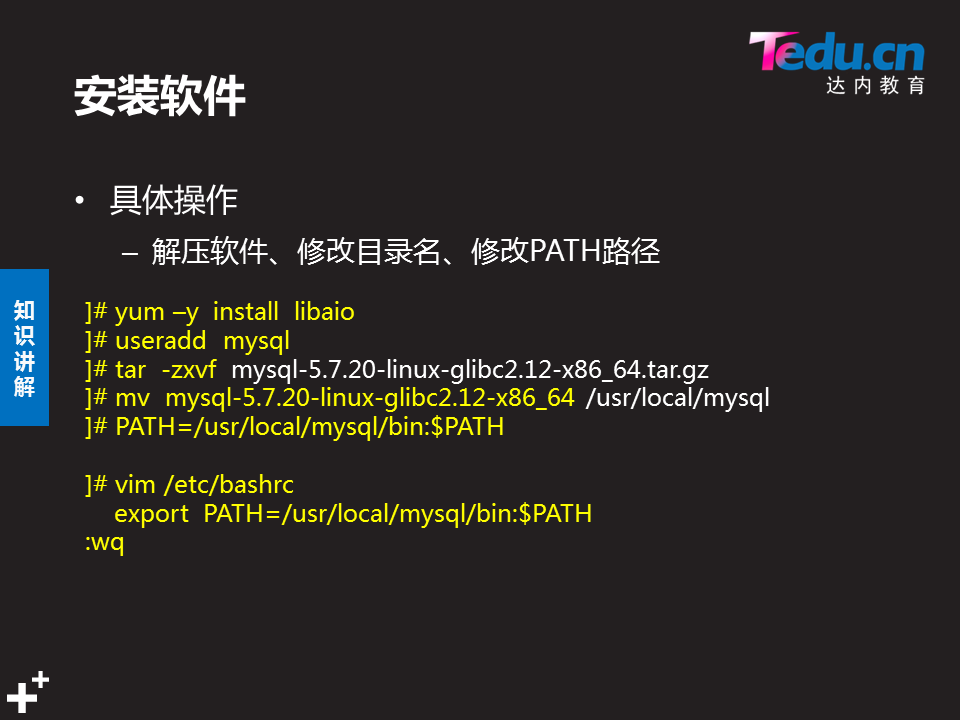 Tedu.cn
达内教育
安装软件
• 具体操作
– 解压软件、修改目录名、修改PATH路径
知识讲解
]# yum –y install libaio
]# useradd mysql
]# tar -zxvf mysql-5.7.20-linux-glibc2.12-x86_64.tar.gz
]# mv mysql-5.7.20-linux-glibc2.12-x86_64 /usr/local/mysql
]# PATH=/usr/local/mysql/bin:$PATH
]# vim /etc/bashrc
export PATH=/usr/local/mysql/bin:$PATH
:wq